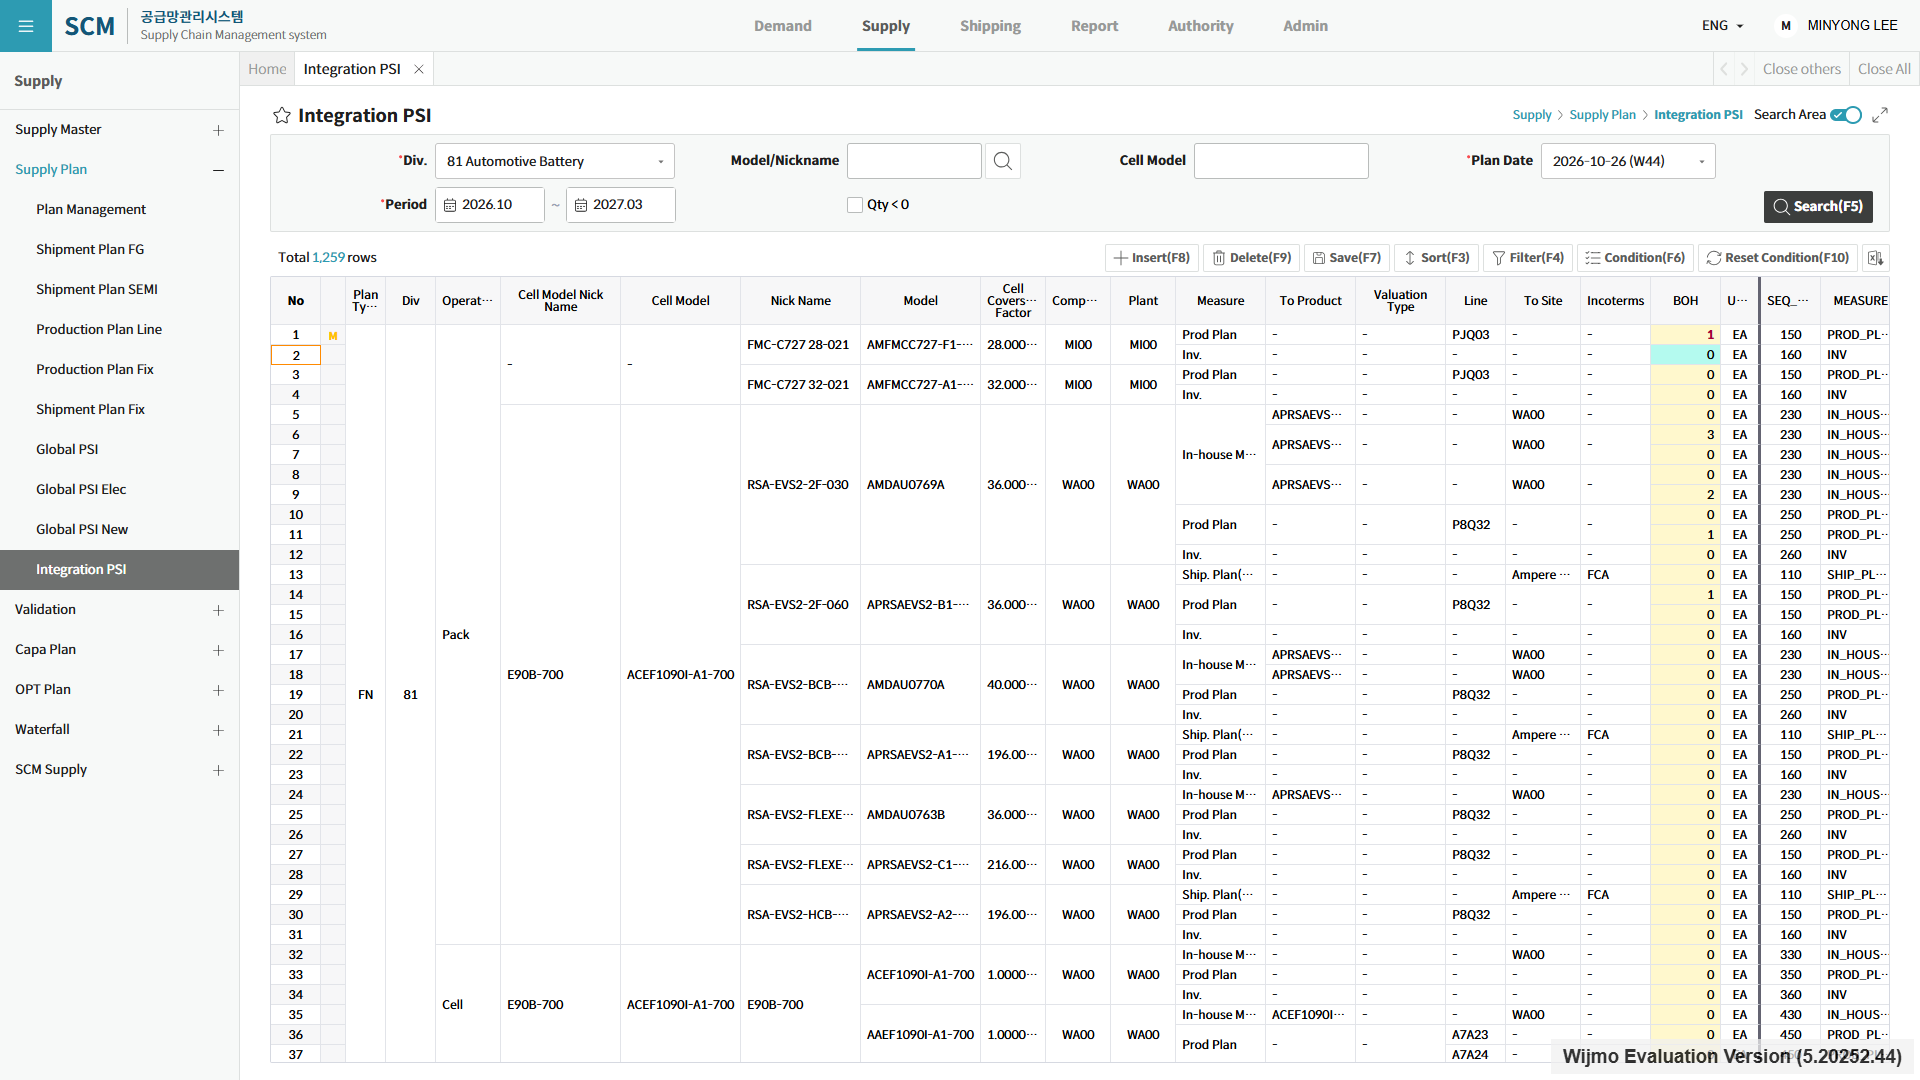 SCM 공급망관리시스템
Supply Chain Management system
Demand Supply Shipping Report Authority Admin
ENG M MINYONG LEE
Supply
Home Integration PSI
Close others Close All
Supply Master
Supply Plan
Plan Management
Shipment Plan FG
Shipment Plan SEMI
Production Plan Line
Production Plan Fix
Shipment Plan Fix
Global PSI
Global PSI Elec
Global PSI New
Integration PSI
Validation
Capa Plan
OPT Plan
Waterfall
SCM Supply
Integration PSI
Supply > Supply Plan > Integration PSI Search Area
*Div. 81 Automotive Battery Model/Nickname Cell Model *Plan Date 2026-10-26 (W44)
*Period 2026.10 ~ 2027.03 Qty < 0
Search(F5)
Total 1,259 rows
Insert(F8) Delete(F9) Save(F7) Sort(F3) Filter(F4) Condition(F6) Reset Condition(F10)
No Plan Ty··· Div Operat··· Cell Model Nick Name Cell Model Nick Name Model Cell Covers··· Factor Comp··· Plant Measure To Product Valuation Type Line To Site Incoterms BOH U··· SEQ_··· MEASURE
1 M FN 81 Pack - - FMC-C727 28-021 AMFMCC727-F1-··· 28.000··· MI00 MI00 Prod Plan - - PJQ03 - - 1 EA 150 PROD_PL··
2 Inv. - - - - - 0 EA 160 INV
3 FMC-C727 32-021 AMFMCC727-A1-··· 32.000··· MI00 MI00 Prod Plan - - PJQ03 - - 0 EA 150 PROD_PL··
4 Inv. - - - - - 0 EA 160 INV
5 E90B-700 ACEF1090I-A1-700 RSA-EVS2-2F-030 AMDAU0769A 36.000··· WA00 WA00 In-house M··· APRSAEVS··· - - WA00 - 0 EA 230 IN_HOUS··
6 APRSAEVS··· - - WA00 - 3 EA 230 IN_HOUS··
7 0 EA 230 IN_HOUS··
8 APRSAEVS··· - - WA00 - 0 EA 230 IN_HOUS··
9 2 EA 230 IN_HOUS··
10 Prod Plan - - P8Q32 - - 0 EA 250 PROD_PL··
11 1 EA 250 PROD_PL··
12 Inv. - - - - - 0 EA 260 INV
13 RSA-EVS2-2F-060 APRSAEVS2-B1-··· 36.000··· WA00 WA00 Ship. Plan(··· - - - Ampere ··· FCA 0 EA 110 SHIP_PL··
14 Prod Plan - - P8Q32 - - 1 EA 150 PROD_PL··
15 0 EA 150 PROD_PL··
16 Inv. - - - - - 0 EA 160 INV
17 RSA-EVS2-BCB-··· AMDAU0770A 40.000··· WA00 WA00 In-house M··· APRSAEVS··· - - WA00 - 0 EA 230 IN_HOUS··
18 APRSAEVS··· - - WA00 - 0 EA 230 IN_HOUS··
19 Prod Plan - - P8Q32 - - 0 EA 250 PROD_PL··
20 Inv. - - - - - 0 EA 260 INV
21 RSA-EVS2-BCB-··· APRSAEVS2-A1-··· 196.00··· WA00 WA00 Ship. Plan(··· - - - Ampere ··· FCA 0 EA 110 SHIP_PL··
22 Prod Plan - - P8Q32 - - 0 EA 150 PROD_PL··
23 Inv. - - - - - 0 EA 160 INV
24 RSA-EVS2-FLEXE··· AMDAU0763B 36.000··· WA00 WA00 In-house M··· APRSAEVS··· - - WA00 - 0 EA 230 IN_HOUS··
25 Prod Plan - - P8Q32 - - 0 EA 250 PROD_PL··
26 Inv. - - - - - 0 EA 260 INV
27 RSA-EVS2-FLEXE··· APRSAEVS2-C1-··· 216.00··· WA00 WA00 Prod Plan - - P8Q32 - - 0 EA 150 PROD_PL··
28 Inv. - - - - - 0 EA 160 INV
29 RSA-EVS2-HCB-··· APRSAEVS2-A2-··· 196.00··· WA00 WA00 Ship. Plan(··· - - - Ampere ··· FCA 0 EA 110 SHIP_PL··
30 Prod Plan - - P8Q32 - - 0 EA 150 PROD_PL··
31 Inv. - - - - - 0 EA 160 INV
32 Cell E90B-700 ACEF1090I-A1-700 E90B-700 ACEF1090I-A1-700 1.0000··· WA00 WA00 In-house M··· - - - WA00 - 0 EA 330 IN_HOUS··
33 Prod Plan - - - - - 0 EA 350 PROD_PL··
34 Inv. - - - - - 0 EA 360 INV
35 AAEF1090I-A1-700 1.0000··· WA00 WA00 In-house M··· ACEF1090I··· - - WA00 - 0 EA 430 IN_HOUS··
36 Prod Plan - - A7A23 - - 0 EA 450 PROD_PL··
37 A7A24 -
Wijmo Evaluation Version (5.20252.44)